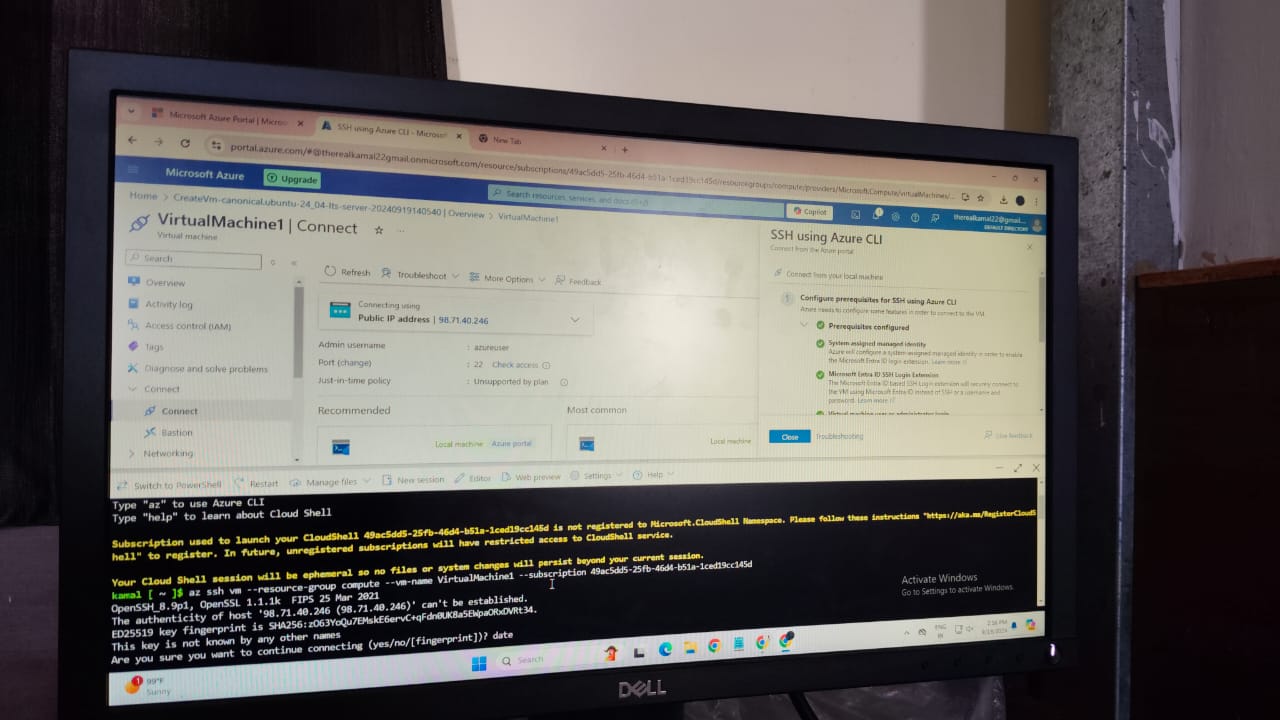 Microsoft Azure Portal | Micros
SSH using Azure CLI - Microsoft
New Tab
portal.azure.com/#@therealkamal22gmail.onmicrosoft.com/resource/subscriptions/49ac5dd5-25fb-46d4-b51a-1ced19cc145d/resourcegroups/compute/providers/Microsoft.Compute/virtualMachines/...
Microsoft Azure
Upgrade
Search resources, services, and docs (G+/)
Copilot
1
therealkamal22@gmail....
DEFAULT DIRECTORY
Home > CreateVm-canonical.ubuntu-24_04-lts-server-20240919140540 | Overview > VirtualMachine1
VirtualMachine1 | Connect
...
Virtual machine
Search
Overview
Activity log
Access control (IAM)
Tags
Diagnose and solve problems
Connect
Connect
Bastion
Networking
Refresh
Troubleshoot
More Options
Feedback
Connecting using
Public IP address | 98.71.40.246
Admin username : azureuser
Port (change) : 22 Check access
Just-in-time policy : Unsupported by plan
Recommended
Most common
Local machine
Azure portal
Local machine
SSH using Azure CLI
Connect from the Azure portal
Connect from your local machine
1
Configure prerequisites for SSH using Azure CLI
Azure needs to configure some features in order to connect to the VM.
Prerequisites configured
System assigned managed identity
Azure will configure a system assigned managed identity in order to enable
the Microsoft Entra ID login extension. Learn more
Microsoft Entra ID SSH Login Extension
The Microsoft Entra ID based SSH Login extension will securely connect to
the VM using Microsoft Entra ID instead of SSH or a username and
password. Learn more
Virtual machine user or administrator login
Close
Troubleshooting
Give feedback
Switch to PowerShell
Restart
Manage files
New session
Editor
Web preview
Settings
Help
Type "az" to use Azure CLI
Type "help" to learn about Cloud Shell
Subscription used to launch your CloudShell 49ac5dd5-25fb-46d4-b51a-1ced19cc145d is not registered to Microsoft.CloudShell Namespace. Please follow these instructions "https://aka.ms/RegisterCloudS
hell" to register. In future, unregistered subscriptions will have restricted access to CloudShell service.
Your Cloud Shell session will be ephemeral so no files or system changes will persist beyond your current session.
kamal [ ~ ]$ az ssh vm --resource-group compute --vm-name VirtualMachine1 --subscription 49ac5dd5-25fb-46d4-b51a-1ced19cc145d
OpenSSH_8.9p1, OpenSSL 1.1.1k FIPS 25 Mar 2021
The authenticity of host '98.71.40.246 (98.71.40.246)' can't be established.
ED25519 key fingerprint is SHA256:zO63YoQu7EMskE6ervC+qFdn0UK8a5EWpaORxDVRt34.
This key is not known by any other names
Are you sure you want to continue connecting (yes/no/[fingerprint])? date
Activate Windows
Go to Settings to activate Windows.
1
99°F
Sunny
Search
ENG
IN
2:36 PM
DELL